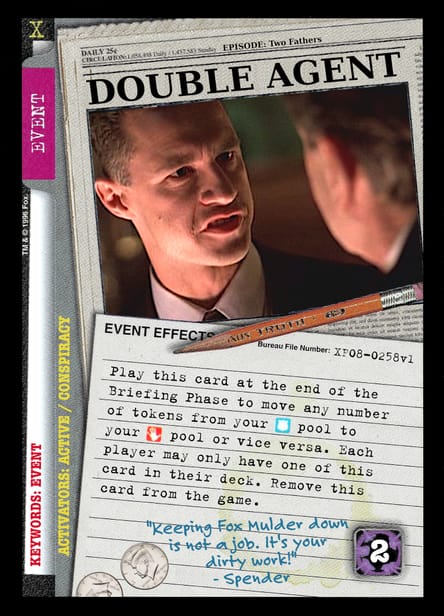 X
EVENT
TM & © 1996 Fox.
KEYWORDS: EVENT
ACTIVATORS: ACTIVE / CONSPIRACY
DAILY 25¢
EPISODE: Two Fathers
DOUBLE AGENT
EVENT EFFECTS
Bureau File Number: XF08-0258v1
Play this card at the end of the
Briefing Phase to move any number
of tokens from your pool to
your pool or vice versa. Each
player may only have one of this
card in their deck. Remove this
card from the game.
"Keeping Fox Mulder down
is not a job. It's your
dirty work!"
- Spender
2